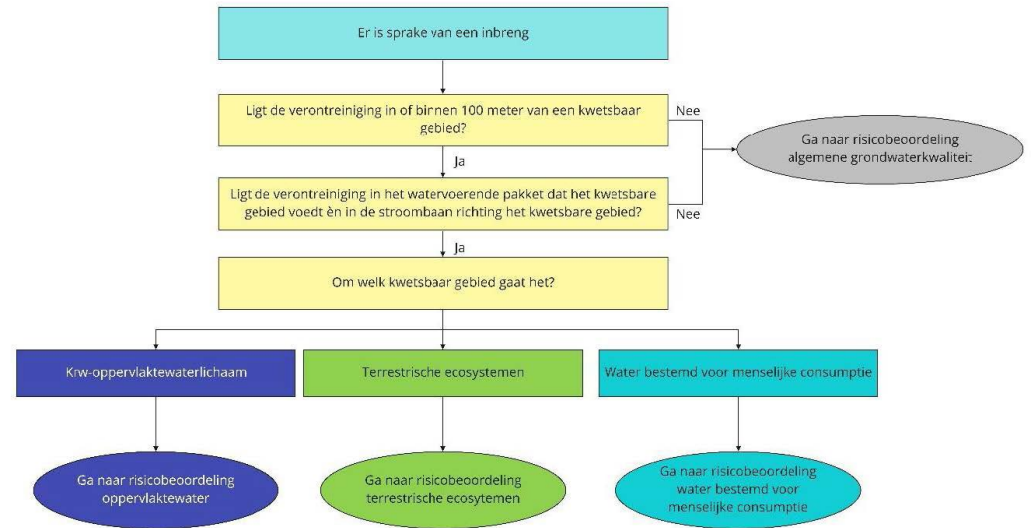 Er is sprake van een inbreng
Ligt de verontreiniging in of binnen 100 meter van een kwetsbaar
gebied?
Nee
Ga naar risicobeoordeling
algemene grondwaterkwaliteit
Ja
Ligt de verontreiniging in het watervoerende pakket dat het kwetsbare
gebied voedt èn in de stroombaan richting het kwetsbare gebied?
Nee
Ja
Om welk kwetsbaar gebied gaat het?
Krw-oppervlaktewaterlichaam
Terrestrische ecosystemen
Water bestemd voor menselijke consumptie
Ga naar risicobeoordeling
oppervlaktewater
Ga naar risicobeoordeling
terrestrische ecosytemen
Ga naar risicobeoordeling
water bestemd voor
menselijke consumptie